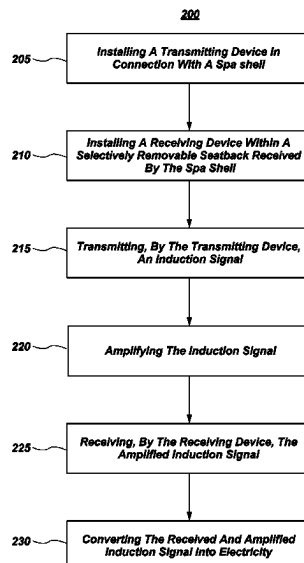 200
205
Installing A Transmitting Device In
Connection With A Spa shell
210
Installing A Receiving Device Within A
Selectively Removable Seatback Received
By The Spa Shell
215
Transmitting, By The Transmitting Device,
An Induction Signal
220
Amplifying The Induction Signal
225
Receiving, By The Receiving Device, The
Amplified Induction Signal
230
Converting The Received And Amplified
Induction Signal Into Electricity